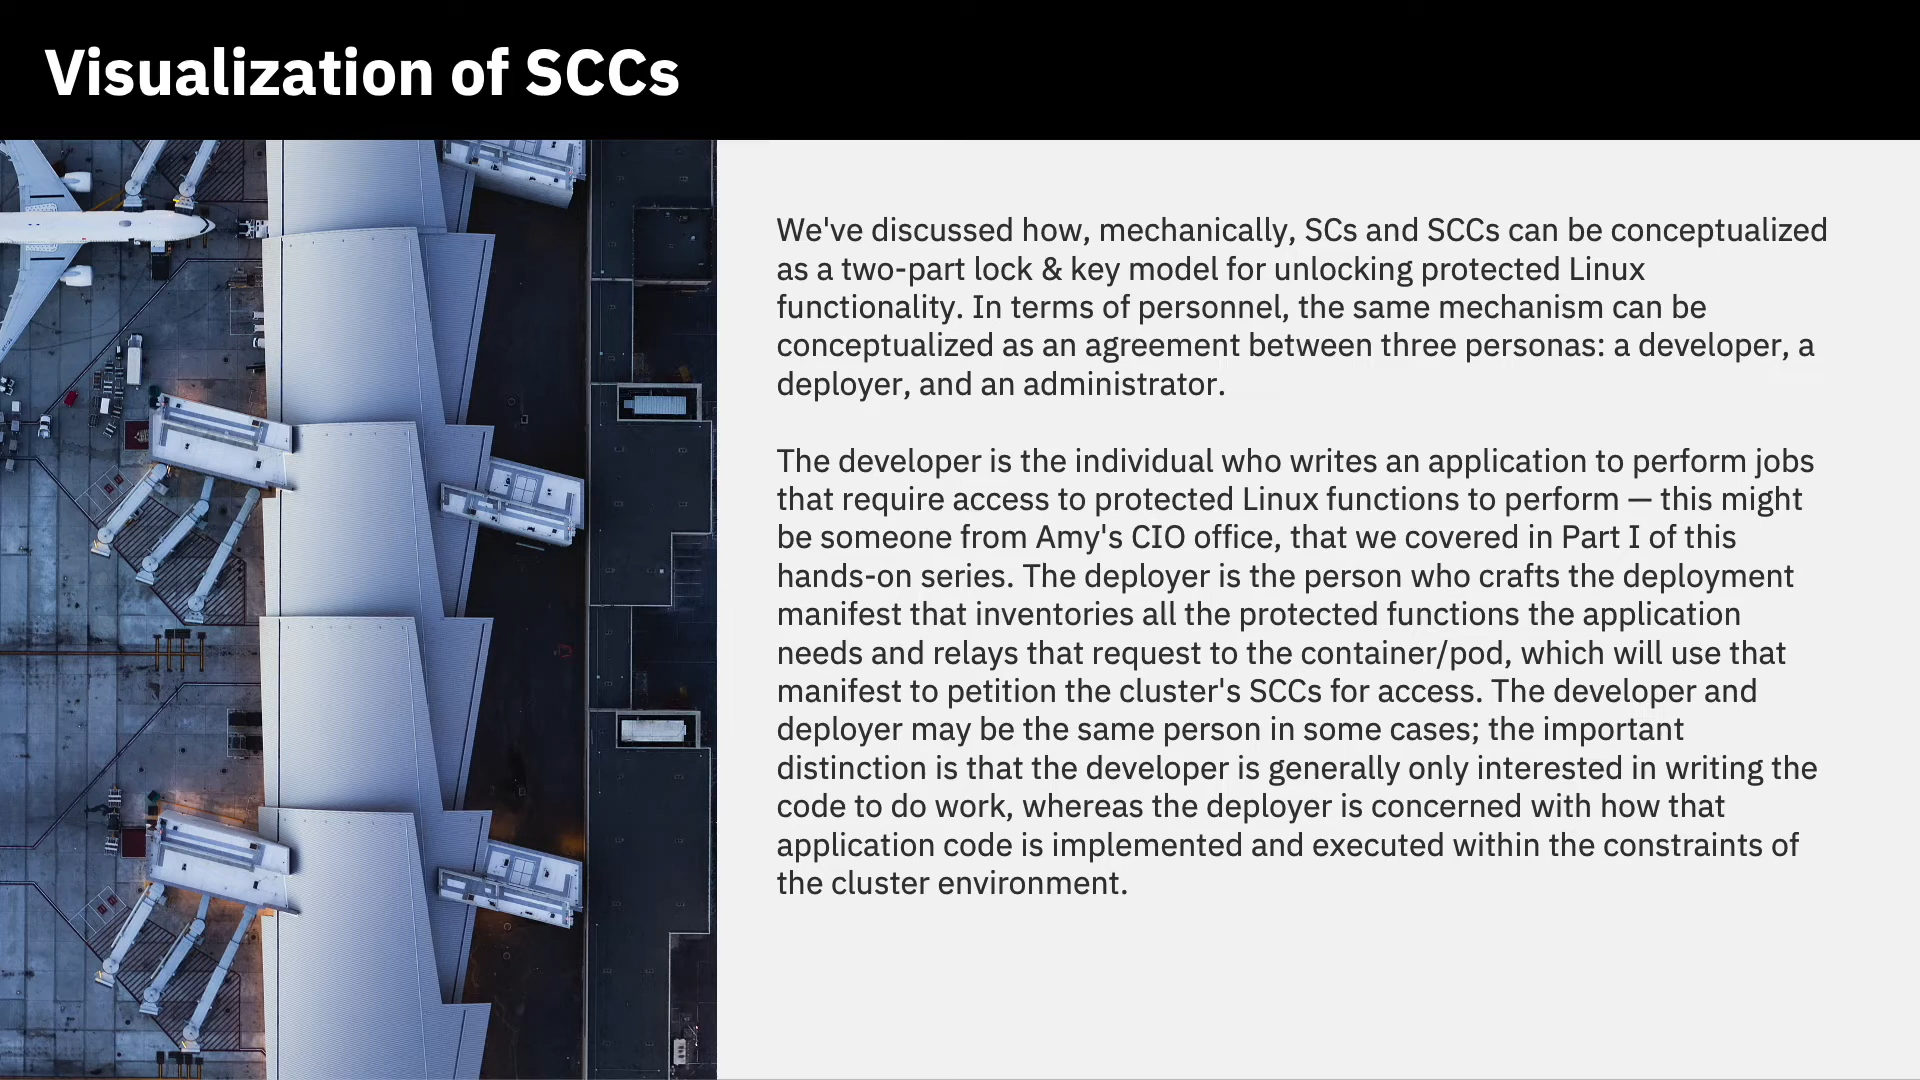 Visualization of SCCs
We've discussed how, mechanically, SCs and SCCs can be conceptualized
as a two-part lock & key model for unlocking protected Linux
functionality. In terms of personnel, the same mechanism can be
conceptualized as an agreement between three personas: a developer, a
deployer, and an administrator.
The developer is the individual who writes an application to perform jobs
that require access to protected Linux functions to perform — this might
be someone from Amy's CIO office, that we covered in Part I of this
hands-on series. The deployer is the person who crafts the deployment
manifest that inventories all the protected functions the application
needs and relays that request to the container/pod, which will use that
manifest to petition the cluster's SCCs for access. The developer and
deployer may be the same person in some cases; the important
distinction is that the developer is generally only interested in writing the
code to do work, whereas the deployer is concerned with how that
application code is implemented and executed within the constraints of
the cluster environment.